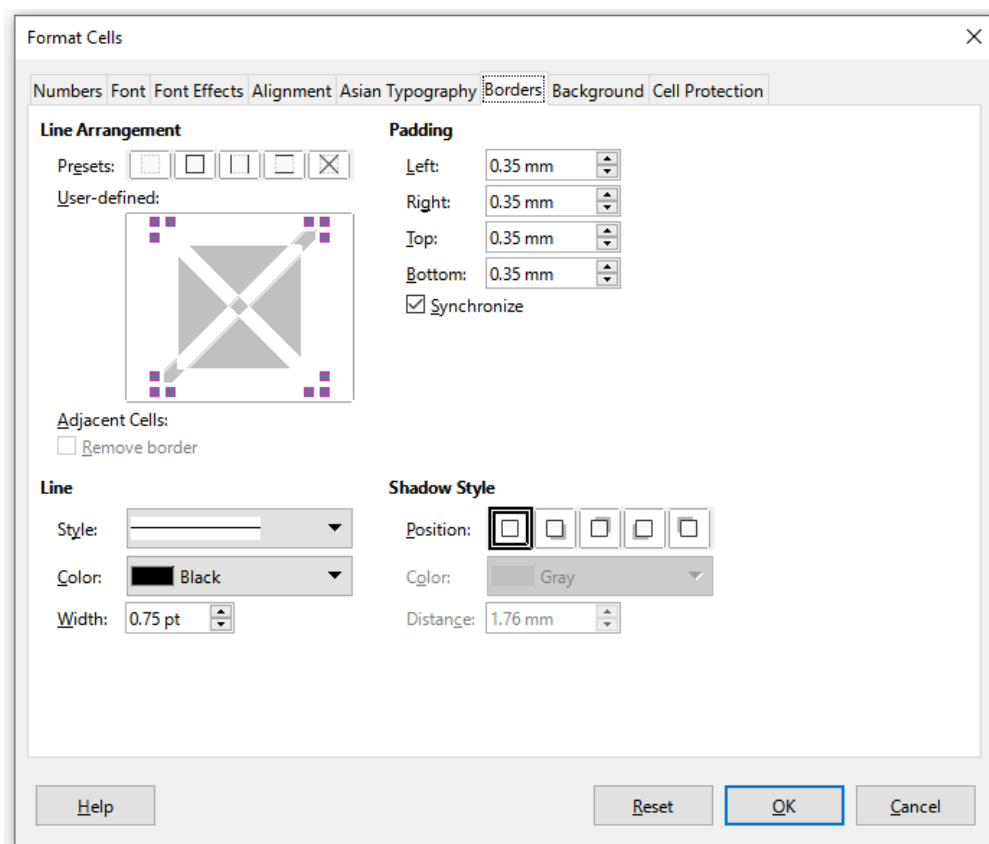 Format Cells
Numbers Font Font Effects Alignment Asian Typography Borders Background Cell Protection
Line Arrangement
Presets:
User-defined:
Adjacent Cells:
Remove border
Padding
Left: 0.35 mm
Right: 0.35 mm
Top: 0.35 mm
Bottom: 0.35 mm
Synchronize
Line
Style:
Color: Black
Width: 0.75 pt
Shadow Style
Position:
Color: Gray
Distance: 1.76 mm
Help Reset OK Cancel